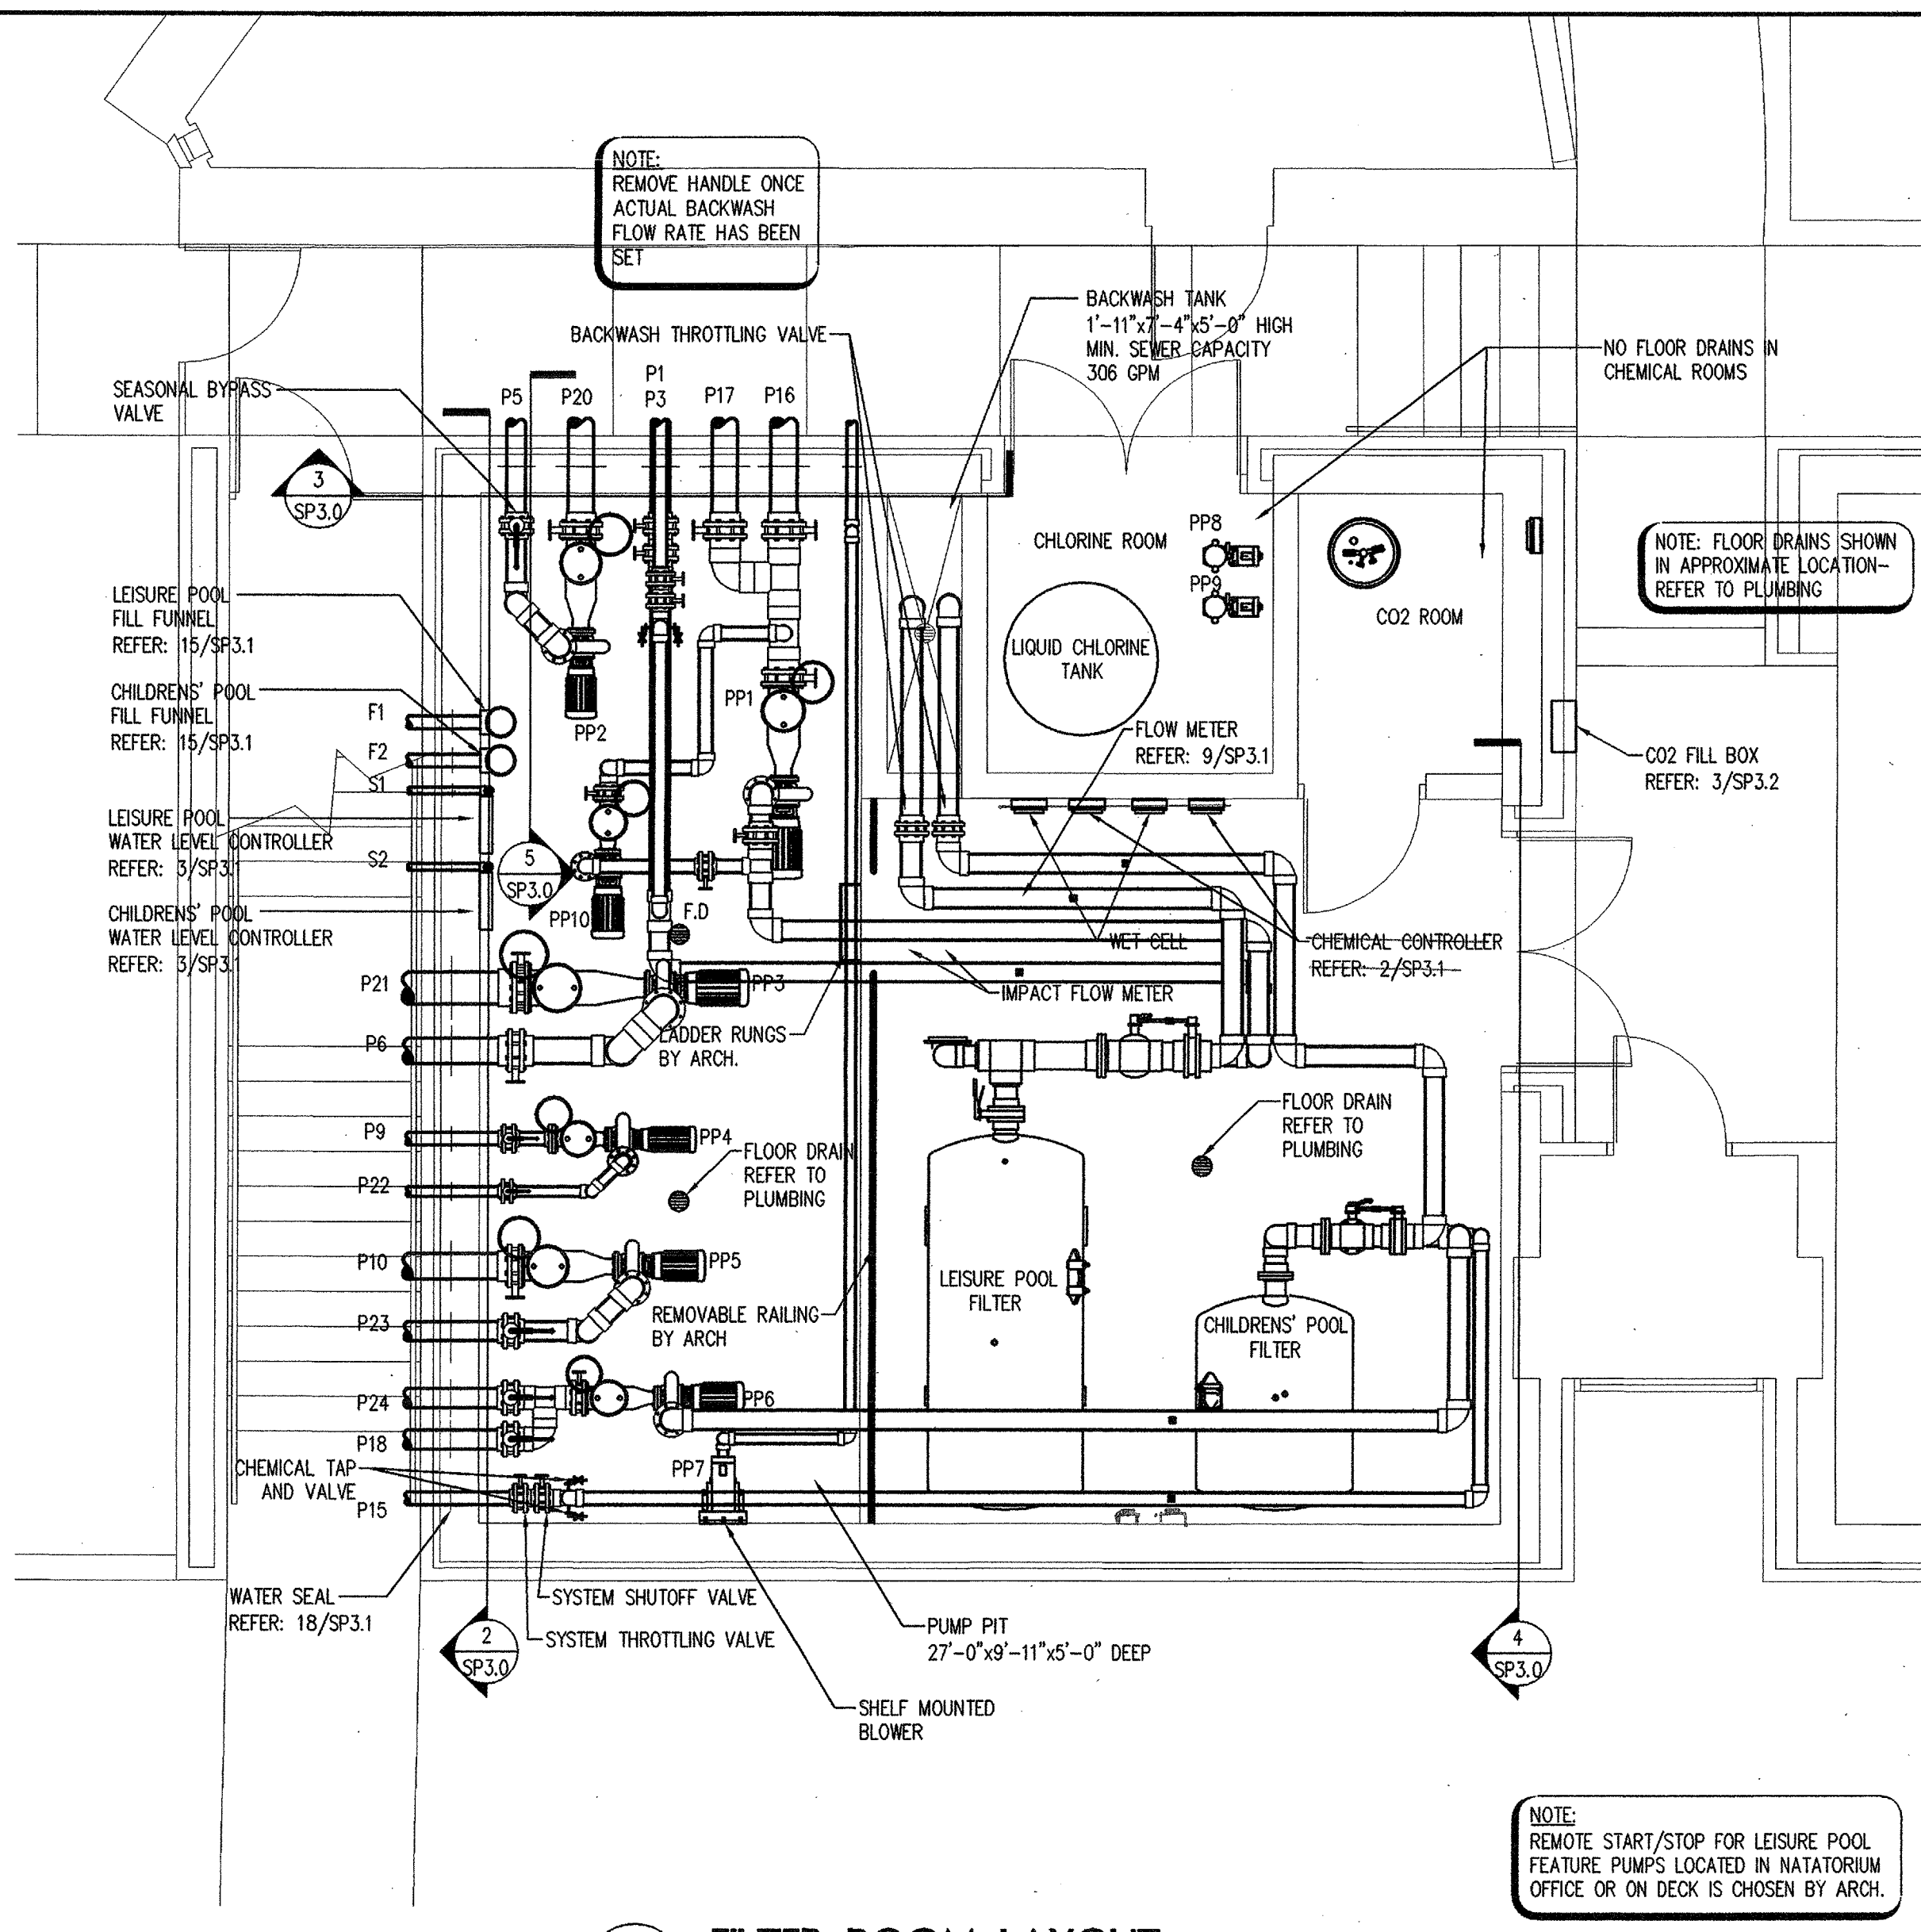 NOTE:
REMOVE HANDLE ONCE
ACTUAL BACKWASH
FLOW RATE HAS BEEN
SET
BACKWASH THROTTLING VALVE
BACKWASH TANK
1'-11"x7'-4"x5'-0" HIGH
MIN. SEWER CAPACITY
306 GPM
NO FLOOR DRAINS IN
CHEMICAL ROOMS
SEASONAL BYPASS
VALVE
P5
P20
P1
P3
P17
P16
3
SP3.0
CHLORINE ROOM
PP8
PP9
NOTE: FLOOR DRAINS SHOWN
IN APPROXIMATE LOCATION-
REFER TO PLUMBING
CO2 ROOM
LIQUID CHLORINE
TANK
LEISURE POOL
FILL FUNNEL
REFER: 15/SP3.1
CHILDRENS' POOL
FILL FUNNEL
REFER: 15/SP3.1
F1
F2
S1
S2
PP2
PP1
FLOW METER
REFER: 9/SP3.1
CO2 FILL BOX
REFER: 3/SP3.2
LEISURE POOL
WATER LEVEL CONTROLLER
REFER: 3/SP3.1
CHILDRENS' POOL
WATER LEVEL CONTROLLER
REFER: 3/SP3.1
5
SP3.0
PP10
F.D
WET CELL
CHEMICAL CONTROLLER
REFER: 2/SP3.1
IMPACT FLOW METER
P21
PP3
P6
LADDER RUNGS
BY ARCH.
P9
PP4
P22
FLOOR DRAIN
REFER TO
PLUMBING
FLOOR DRAIN
REFER TO
PLUMBING
P10
PP5
P23
REMOVABLE RAILING
BY ARCH
LEISURE POOL
FILTER
CHILDRENS' POOL
FILTER
P24
PP6
P18
CHEMICAL TAP
AND VALVE
P15
PP7
WATER SEAL
REFER: 18/SP3.1
SYSTEM SHUTOFF VALVE
SYSTEM THROTTLING VALVE
2
SP3.0
PUMP PIT
27'-0"x9'-11"x5'-0" DEEP
4
SP3.0
SHELF MOUNTED
BLOWER
NOTE:
REMOTE START/STOP FOR LEISURE POOL
FEATURE PUMPS LOCATED IN NATATORIUM
OFFICE OR ON DECK IS CHOSEN BY ARCH.
FILTER ROOM LAYOUT